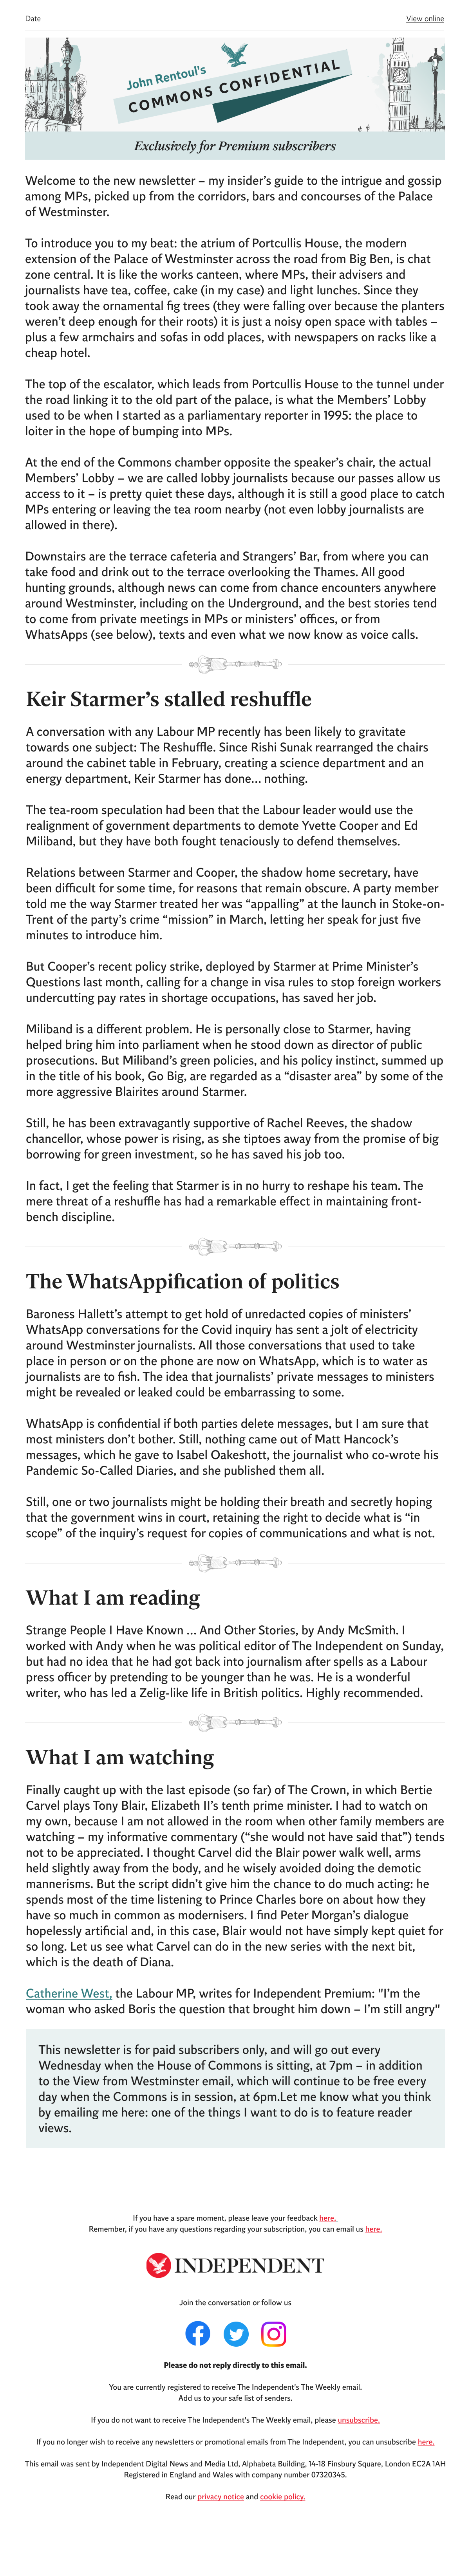 Date
View online
John Rentoul's
COMMONS CONFIDENTIAL
Exclusively for Premium subscribers
Welcome to the new newsletter – my insider's guide to the intrigue and gossip
among MPs, picked up from the corridors, bars and concourses of the Palace
of Westminster.
To introduce you to my beat: the atrium of Portcullis House, the modern
extension of the Palace of Westminster across the road from Big Ben, is chat
zone central. It is like the works canteen, where MPs, their advisers and
journalists have tea, coffee, cake (in my case) and light lunches. Since they
took away the ornamental fig trees (they were falling over because the planters
weren't deep enough for their roots) it is just a noisy open space with tables –
plus a few armchairs and sofas in odd places, with newspapers on racks like a
cheap hotel.
The top of the escalator, which leads from Portcullis House to the tunnel under
the road linking it to the old part of the palace, is what the Members' Lobby
used to be when I started as a parliamentary reporter in 1995: the place to
loiter in the hope of bumping into MPs.
At the end of the Commons chamber opposite the speaker's chair, the actual
Members' Lobby – we are called lobby journalists because our passes allow us
access to it – is pretty quiet these days, although it is still a good place to catch
MPs entering or leaving the tea room nearby (not even lobby journalists are
allowed in there).
Downstairs are the terrace cafeteria and Strangers' Bar, from where you can
take food and drink out to the terrace overlooking the Thames. All good
hunting grounds, although news can come from chance encounters anywhere
around Westminster, including on the Underground, and the best stories tend
to come from private meetings in MPs or ministers' offices, or from
WhatsApps (see below), texts and even what we now know as voice calls.
Keir Starmer's stalled reshuffle
A conversation with any Labour MP recently has been likely to gravitate
towards one subject: The Reshuffle. Since Rishi Sunak rearranged the chairs
around the cabinet table in February, creating a science department and an
energy department, Keir Starmer has done... nothing.
The tea-room speculation had been that the Labour leader would use the
realignment of government departments to demote Yvette Cooper and Ed
Miliband, but they have both fought tenaciously to defend themselves.
Relations between Starmer and Cooper, the shadow home secretary, have
been difficult for some time, for reasons that remain obscure. A party member
told me the way Starmer treated her was "appalling" at the launch in Stoke-on-
Trent of the party's crime "mission" in March, letting her speak for just five
minutes to introduce him.
But Cooper's recent policy strike, deployed by Starmer at Prime Minister's
Questions last month, calling for a change in visa rules to stop foreign workers
undercutting pay rates in shortage occupations, has saved her job.
Miliband is a different problem. He is personally close to Starmer, having
helped bring him into parliament when he stood down as director of public
prosecutions. But Miliband's green policies, and his policy instinct, summed up
in the title of his book, Go Big, are regarded as a "disaster area" by some of the
more aggressive Blairites around Starmer.
Still, he has been extravagantly supportive of Rachel Reeves, the shadow
chancellor, whose power is rising, as she tiptoes away from the promise of big
borrowing for green investment, so he has saved his job too.
In fact, I get the feeling that Starmer is in no hurry to reshape his team. The
mere threat of a reshuffle has had a remarkable effect in maintaining front-
bench discipline.
The WhatsAppification of politics
Baroness Hallett's attempt to get hold of unredacted copies of ministers'
WhatsApp conversations for the Covid inquiry has sent a jolt of electricity
around Westminster journalists. All those conversations that used to take
place in person or on the phone are now on WhatsApp, which is to water as
journalists are to fish. The idea that journalists' private messages to ministers
might be revealed or leaked could be embarrassing to some.
WhatsApp is confidential if both parties delete messages, but I am sure that
most ministers don't bother. Still, nothing came out of Matt Hancock's
messages, which he gave to Isabel Oakeshott, the journalist who co-wrote his
Pandemic So-Called Diaries, and she published them all.
Still, one or two journalists might be holding their breath and secretly hoping
that the government wins in court, retaining the right to decide what is "in
scope" of the inquiry's request for copies of communications and what is not.
What I am reading
Strange People I Have Known ... And Other Stories, by Andy McSmith. I
worked with Andy when he was political editor of The Independent on Sunday,
but had no idea that he had got back into journalism after spells as a Labour
press officer by pretending to be younger than he was. He is a wonderful
writer, who has led a Zelig-like life in British politics. Highly recommended.
What I am watching
Finally caught up with the last episode (so far) of The Crown, in which Bertie
Carvel plays Tony Blair, Elizabeth II's tenth prime minister. I had to watch on
my own, because I am not allowed in the room when other family members are
watching – my informative commentary ("she would not have said that") tends
not to be appreciated. I thought Carvel did the Blair power walk well, arms
held slightly away from the body, and he wisely avoided doing the demotic
mannerisms. But the script didn't give him the chance to do much acting: he
spends most of the time listening to Prince Charles bore on about how they
have so much in common as modernisers. I find Peter Morgan's dialogue
hopelessly artificial and, in this case, Blair would not have simply kept quiet for
so long. Let us see what Carvel can do in the new series with the next bit,
which is the death of Diana.
Catherine West, the Labour MP, writes for Independent Premium: "I'm the
woman who asked Boris the question that brought him down – I'm still angry"
This newsletter is for paid subscribers only, and will go out every
Wednesday when the House of Commons is sitting, at 7pm – in addition
to the View from Westminster email, which will continue to be free every
day when the Commons is in session, at 6pm.Let me know what you think
by emailing me here: one of the things I want to do is to feature reader
views.
If you have a spare moment, please leave your feedback here.
Remember, if you have any questions regarding your subscription, you can email us here.
INDEPENDENT
Join the conversation or follow us
Please do not reply directly to this email.
You are currently registered to receive The Independent's The Weekly email.
Add us to your safe list of senders.
If you do not want to receive The Independent's The Weekly email, please unsubscribe.
If you no longer wish to receive any newsletters or promotional emails from The Independent, you can unsubscribe here.
This email was sent by Independent Digital News and Media Ltd, Alphabeta Building, 14-18 Finsbury Square, London EC2A 1AH
Registered in England and Wales with company number 07320345.
Read our privacy notice and cookie policy.